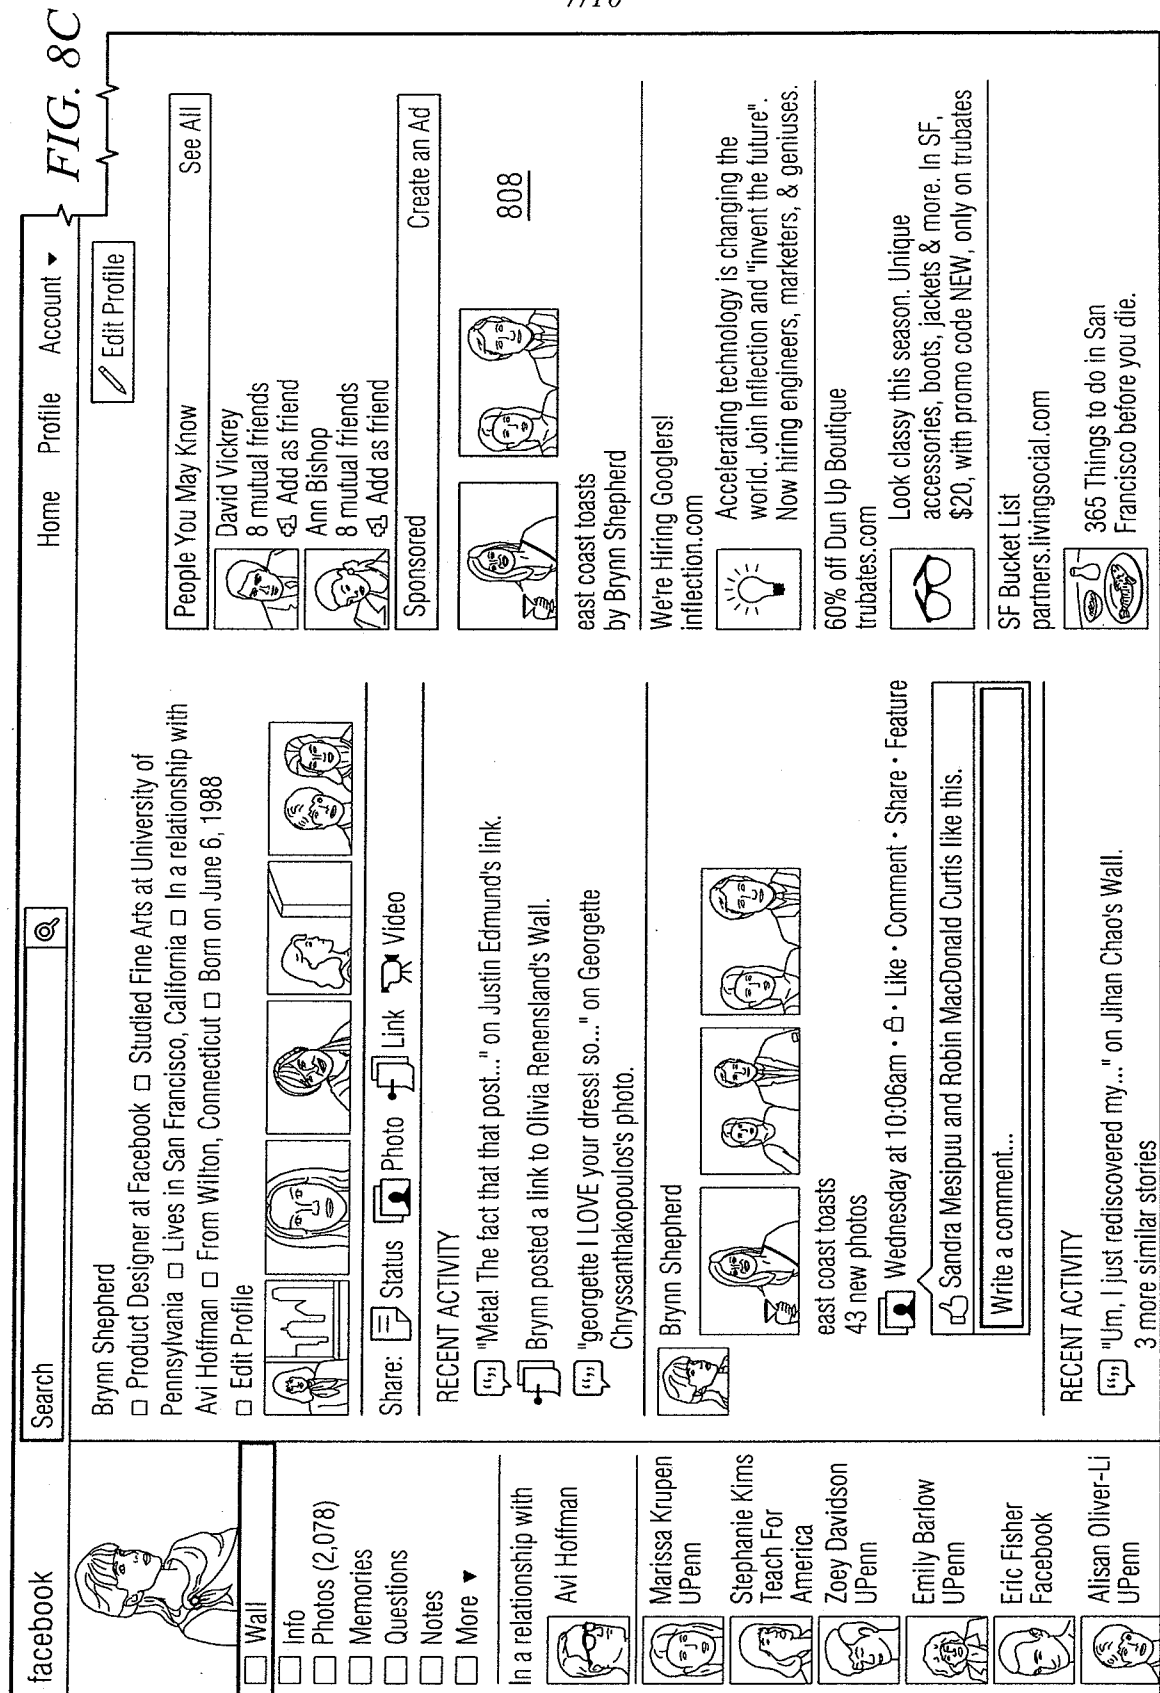 7/10
FIG. 8C
facebook
Search
Home Profile Account ▾
Wall
Info
Photos (2,078)
Memories
Questions
Notes
More ▾
In a relationship with
Avi Hoffman
Marissa Krupen
UPenn
Stephanie Kims
Teach For
America
Zoey Davidson
UPenn
Emily Barlow
UPenn
Eric Fisher
Facebook
Alisan Oliver-Li
UPenn
Brynn Shepherd
□ Product Designer at Facebook □ Studied Fine Arts at University of
Pennsylvania □ Lives in San Francisco, California □ In a relationship with
Avi Hoffman □ From Wilton, Connecticut □ Born on June 6, 1988
□ Edit Profile
Share: Status Photo Link Video
RECENT ACTIVITY
"Meta! The fact that that post..." on Justin Edmund's link.
Brynn posted a link to Olivia Renensland's Wall.
"georgette I LOVE your dress! so..." on Georgette
Chryssanthakopoulos's photo.
Brynn Shepherd
east coast toasts
43 new photos
Wednesday at 10:06am • Like • Comment • Share • Feature
Sandra Mesipuu and Robin MacDonald Curtis like this.
Write a comment...
RECENT ACTIVITY
"Um, I just rediscovered my..." on Jihan Chao's Wall.
3 more similar stories
Edit Profile
People You May Know See All
David Vickrey
8 mutual friends
Add as friend
Ann Bishop
8 mutual friends
Add as friend
Sponsored Create an Ad
808
east coast toasts
by Brynn Shepherd
We're Hiring Googlers!
inflection.com
Accelerating technology is changing the
world. Join Inflection and "invent the future".
Now hiring engineers, marketers, & geniuses.
60% off Dun Up Boutique
trubates.com
Look classy this season. Unique
accessories, boots, jackets & more. In SF,
$20, with promo code NEW, only on trubates
SF Bucket List
partners.livingsocial.com
365 Things to do in San
Francisco before you die.